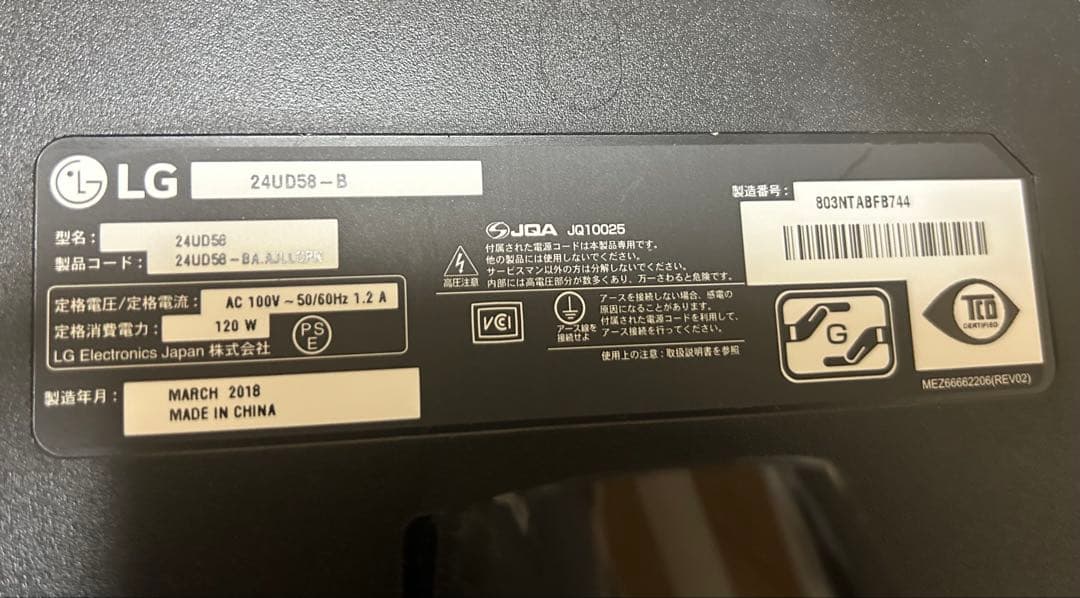 LG 24UD58-B
型名: 24UD58
製品コード: 24UD58-BA.AJLLOPN
定格電圧/定格電流: AC 100V ~ 50/60Hz 1.2 A
定格消費電力: 120 W
PS
E
LG Electronics Japan 株式会社
製造年月: MARCH 2018
MADE IN CHINA
JQA JQ10025
高圧注意
付属された電源コードは本製品専用です。
他の製品には使用しないでください。
サービスマン以外の方は分解しないでください。
内部には高電圧部分が数多くあり、万一さわると危険です。
VCI
アース線を
接続せよ
アースを接続しない場合、感電の
原因になることがあります。
付属された電源コードを利用して、
アース接続を行ってください。
使用上の注意:取扱説明書を参照
製造番号: 803NTABFB744
G
TCO
CERTIFIED
MEZ66662206(REV02)